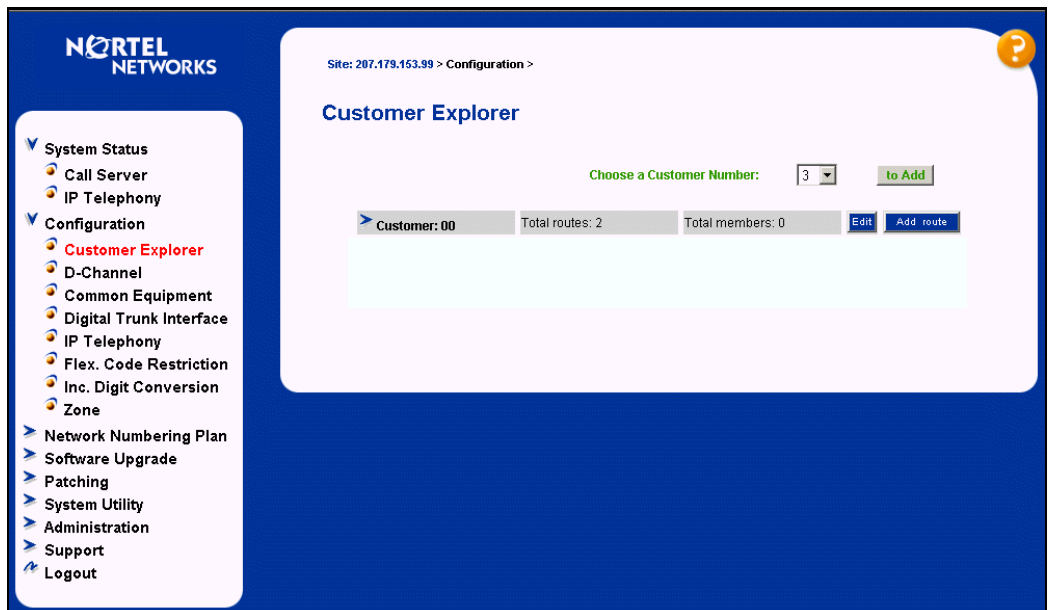 NORTEL
NETWORKS
System Status
Call Server
IP Telephony
Configuration
Customer Explorer
D-Channel
Common Equipment
Digital Trunk Interface
IP Telephony
Flex. Code Restriction
Inc. Digit Conversion
Zone
Network Numbering Plan
Software Upgrade
Patching
System Utility
Administration
Support
Logout
?
Site: 207.179.153.99 > Configuration >
Customer Explorer
Choose a Customer Number: 3 to Add
Customer: 00 Total routes: 2 Total members: 0 Edit Add route